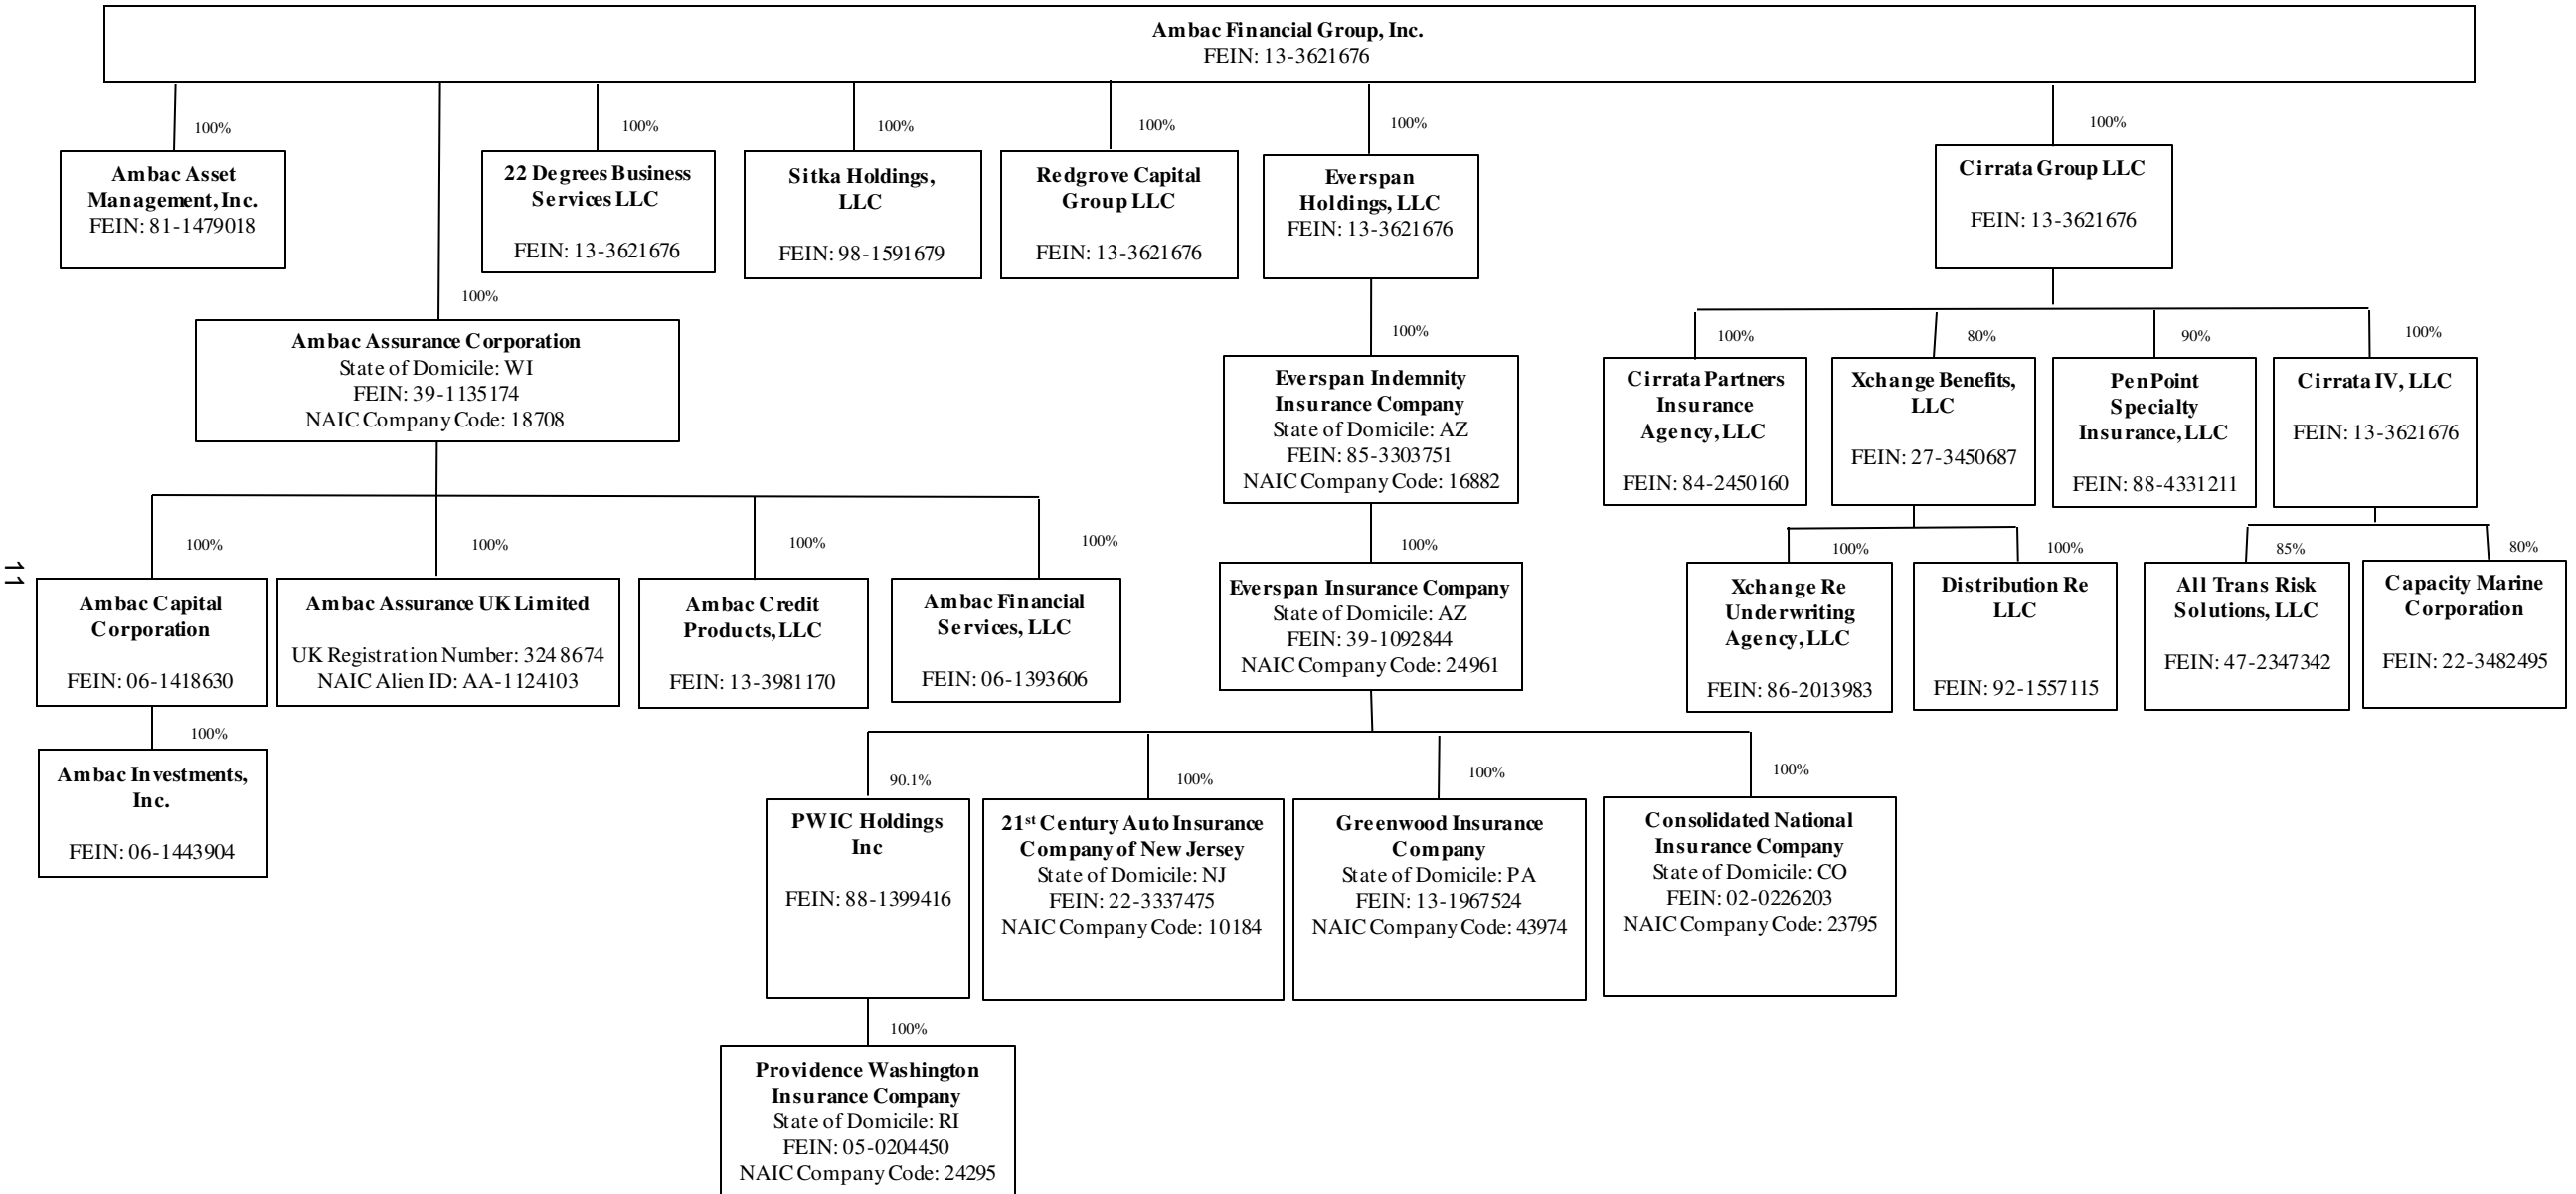 Ambac Financial Group, Inc.
FEIN: 13-3621676
100%
100%
100%
100%
100%
100%
Ambac Asset
Management, Inc.
FEIN: 81-1479018
22 Degrees Business
Services LLC
FEIN: 13-3621676
Sitka Holdings,
LLC
FEIN: 98-1591679
Redgrove Capital
Group LLC
FEIN: 13-3621676
Everspan
Holdings, LLC
FEIN: 13-3621676
Cirrata Group LLC
FEIN: 13-3621676
100%
Ambac Assurance Corporation
State of Domicile: WI
FEIN: 39-1135174
NAIC Company Code: 18708
100%
Everspan Indemnity
Insurance Company
State of Domicile: AZ
FEIN: 85-3303751
NAIC Company Code: 16882
100%
80%
90%
100%
Cirrata Partners
Insurance
Agency, LLC
FEIN: 84-2450160
Xchange Benefits,
LLC
FEIN: 27-3450687
PenPoint
Specialty
Insurance, LLC
FEIN: 88-4331211
Cirrata IV, LLC
FEIN: 13-3621676
11
100%
100%
100%
100%
Ambac Capital
Corporation
FEIN: 06-1418630
Ambac Assurance UK Limited
UK Registration Number: 3248674
NAIC Alien ID: AA-1124103
Ambac Credit
Products, LLC
FEIN: 13-3981170
Ambac Financial
Services, LLC
FEIN: 06-1393606
100%
Everspan Insurance Company
State of Domicile: AZ
FEIN: 39-1092844
NAIC Company Code: 24961
100%
100%
85%
80%
Xchange Re
Underwriting
Agency, LLC
FEIN: 86-2013983
Distribution Re
LLC
FEIN: 92-1557115
All Trans Risk
Solutions, LLC
FEIN: 47-2347342
Capacity Marine
Corporation
FEIN: 22-3482495
100%
Ambac Investments,
Inc.
FEIN: 06-1443904
90.1%
100%
100%
100%
PWIC Holdings
Inc
FEIN: 88-1399416
21st Century Auto Insurance
Company of New Jersey
State of Domicile: NJ
FEIN: 22-3337475
NAIC Company Code: 10184
Greenwood Insurance
Company
State of Domicile: PA
FEIN: 13-1967524
NAIC Company Code: 43974
Consolidated National
Insurance Company
State of Domicile: CO
FEIN: 02-0226203
NAIC Company Code: 23795
100%
Providence Washington
Insurance Company
State of Domicile: RI
FEIN: 05-0204450
NAIC Company Code: 24295